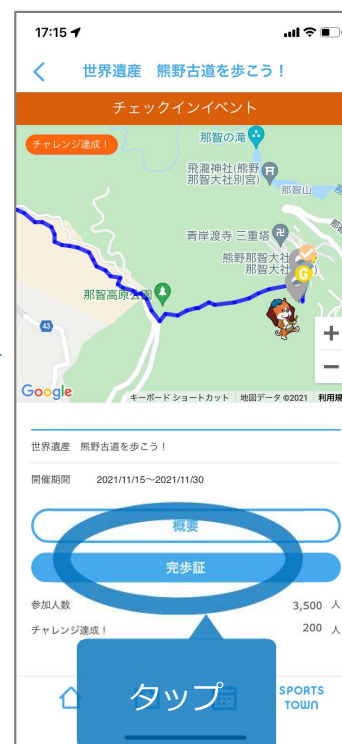 17:15
世界遺産 熊野古道を歩こう！
チェックインイベント
チャレンジ達成！
那智の滝
飛瀧神社(熊野
那智大社別宮)
那智山
青岸渡寺 三重塔
熊野那智大社
那智大社
那智高原公園
43
G
+
−
Google
キーボード ショートカット 地図データ ©2021 利用規
世界遺産 熊野古道を歩こう！
開催期間 2021/11/15～2021/11/30
概要
完歩証
参加人数 3,500 人
チャレンジ達成！ 200 人
タップ
SPORTS
TOWN